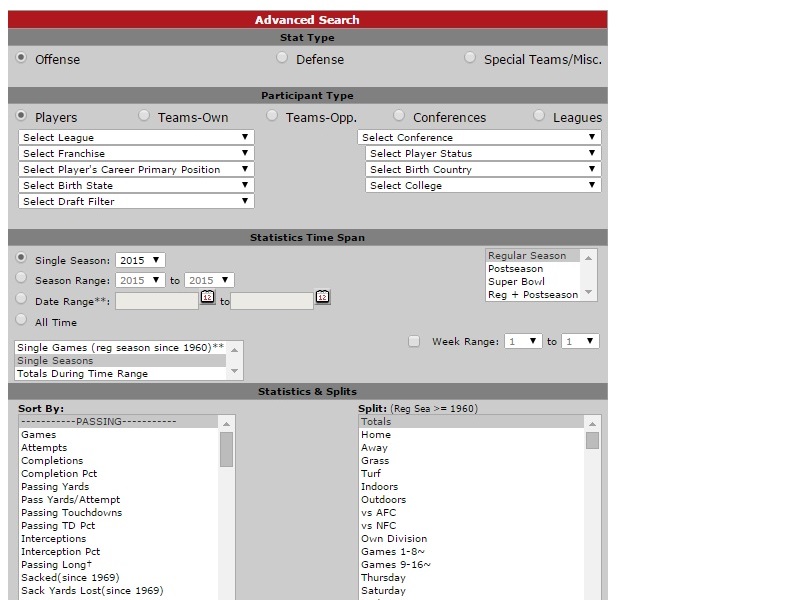 Advanced Search
Stat Type
Offense Defense Special Teams/Misc.
Participant Type
Players Teams-Own Teams-Opp. Conferences Leagues
Select League Select Conference
Select Franchise Select Player Status
Select Player's Career Primary Position Select Birth Country
Select Birth State Select College
Select Draft Filter
Statistics Time Span
Single Season: 2015 Regular Season
Postseason
Season Range: 2015 to 2015 Super Bowl
Date Range**: 12 to 12 Reg + Postseason
All Time
Week Range: 1 to 1
Single Games (reg season since 1960)**
Single Seasons
Totals During Time Range
Statistics & Splits
Sort By: Split: (Reg Sea >= 1960)
-----------PASSING----------- Totals
Games Home
Attempts Away
Completions Grass
Completion Pct Turf
Passing Yards Indoors
Pass Yards/Attempt Outdoors
Passing Touchdowns vs AFC
Passing TD Pct vs NFC
Interceptions Own Division
Interception Pct Games 1-8~
Passing Long† Games 9-16~
Sacked(since 1969) Thursday
Sack Yards Lost(since 1969) Saturday